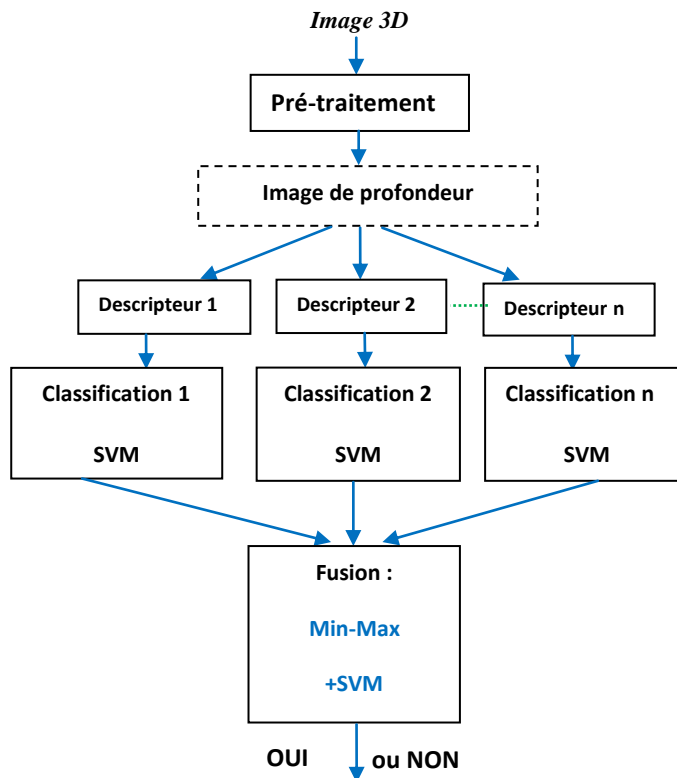 Image 3D
Pré-traitement
Image de profondeur
Descripteur 1
Descripteur 2
Descripteur n
Classification 1
SVM
Classification 2
SVM
Classification n
SVM
Fusion :
Min-Max
+SVM
OUI ou NON